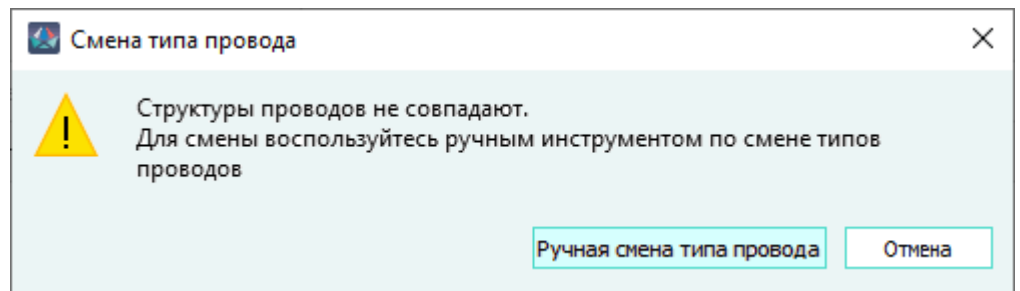 Смена типа провода
Структуры проводов не совпадают.
Для смены воспользуйтесь ручным инструментом по смене типов
проводов
Ручная смена типа провода
Отмена